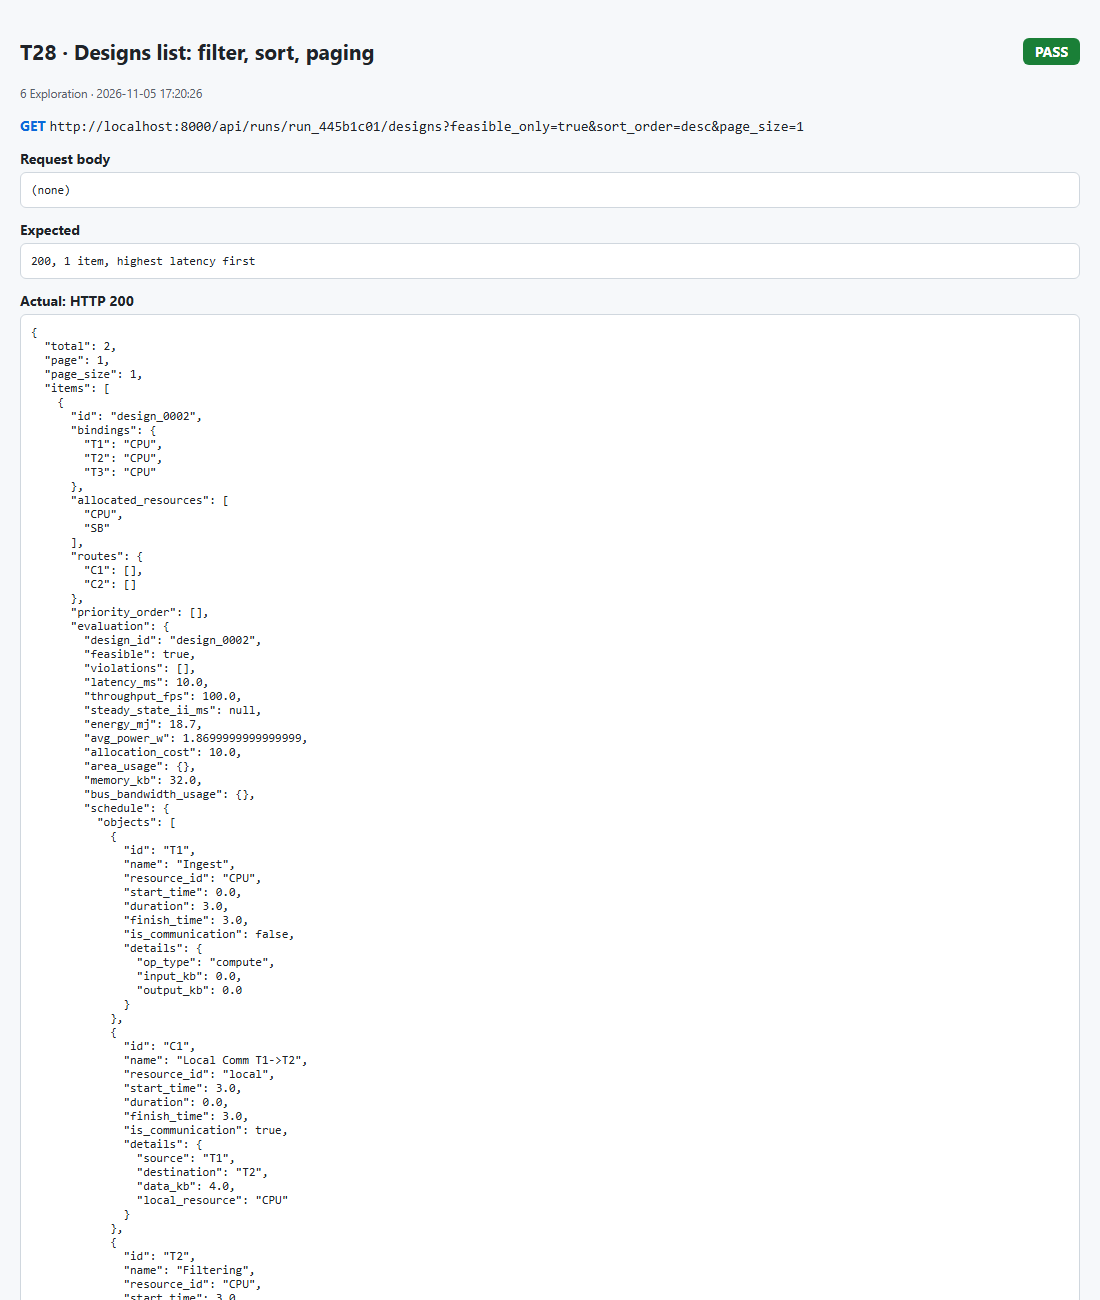 T28 · Designs list: filter, sort, paging
PASS
6 Exploration · 2026-11-05 17:20:26
GET http://localhost:8000/api/runs/run_445b1c01/designs?feasible_only=true&sort_order=desc&page_size=1
Request body
(none)
Expected
200, 1 item, highest latency first
Actual: HTTP 200
{
  "total": 2,
  "page": 1,
  "page_size": 1,
  "items": [
    {
      "id": "design_0002",
      "bindings": {
        "T1": "CPU",
        "T2": "CPU",
        "T3": "CPU"
      },
      "allocated_resources": [
        "CPU",
        "SB"
      ],
      "routes": {
        "C1": [],
        "C2": []
      },
      "priority_order": [],
      "evaluation": {
        "design_id": "design_0002",
        "feasible": true,
        "violations": [],
        "latency_ms": 10.0,
        "throughput_fps": 100.0,
        "steady_state_ii_ms": null,
        "energy_mj": 18.7,
        "avg_power_w": 1.8699999999999999,
        "allocation_cost": 10.0,
        "area_usage": {},
        "memory_kb": 32.0,
        "bus_bandwidth_usage": {},
        "schedule": {
          "objects": [
            {
              "id": "T1",
              "name": "Ingest",
              "resource_id": "CPU",
              "start_time": 0.0,
              "duration": 3.0,
              "finish_time": 3.0,
              "is_communication": false,
              "details": {
                "op_type": "compute",
                "input_kb": 0.0,
                "output_kb": 0.0
              }
            },
            {
              "id": "C1",
              "name": "Local Comm T1->T2",
              "resource_id": "local",
              "start_time": 3.0,
              "duration": 0.0,
              "finish_time": 3.0,
              "is_communication": true,
              "details": {
                "source": "T1",
                "destination": "T2",
                "data_kb": 4.0,
                "local_resource": "CPU"
              }
            },
            {
              "id": "T2",
              "name": "Filtering",
              "resource_id": "CPU",
              "start_time": 3.0